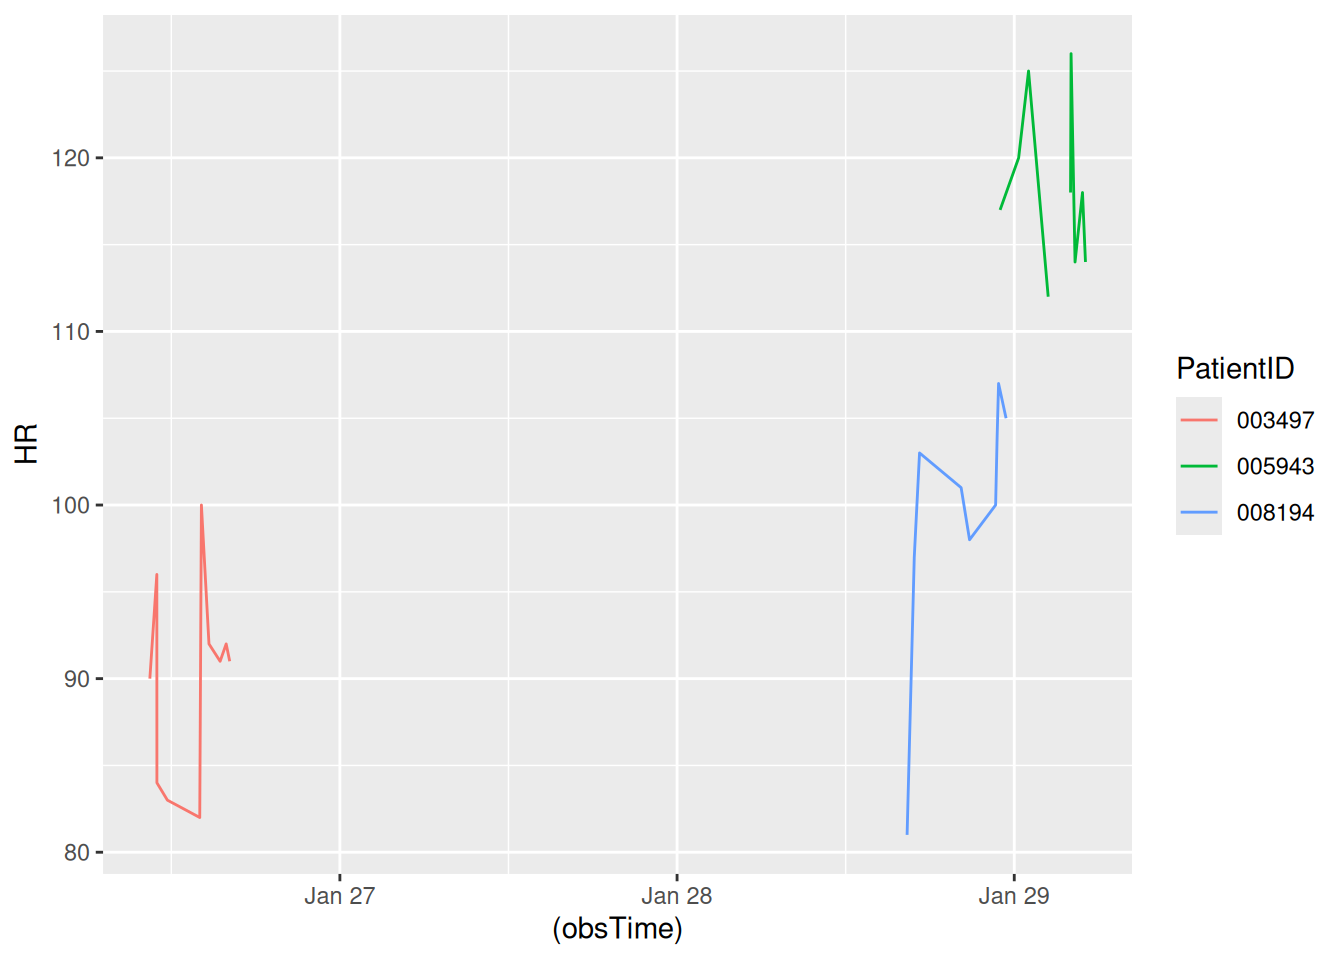 120
110
100
90
80
HR
Jan 27
Jan 28
Jan 29
(obsTime)
PatientID
003497
005943
008194